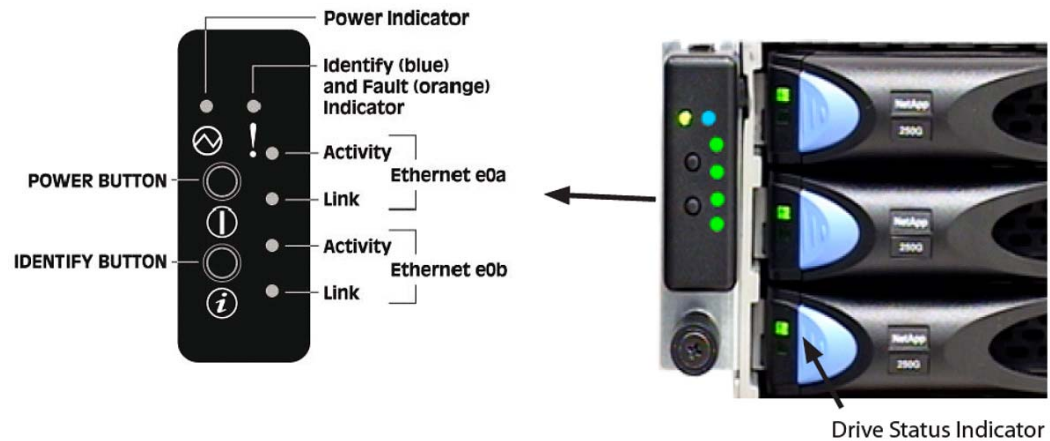 Power Indicator
Identify (blue)
and Fault (orange)
Indicator
!
Activity
Ethernet e0a
POWER BUTTON
Link
Activity
IDENTIFY BUTTON
Ethernet e0b
Link
i
NetApp
250G
NetApp
250G
NetApp
250G
Drive Status Indicator